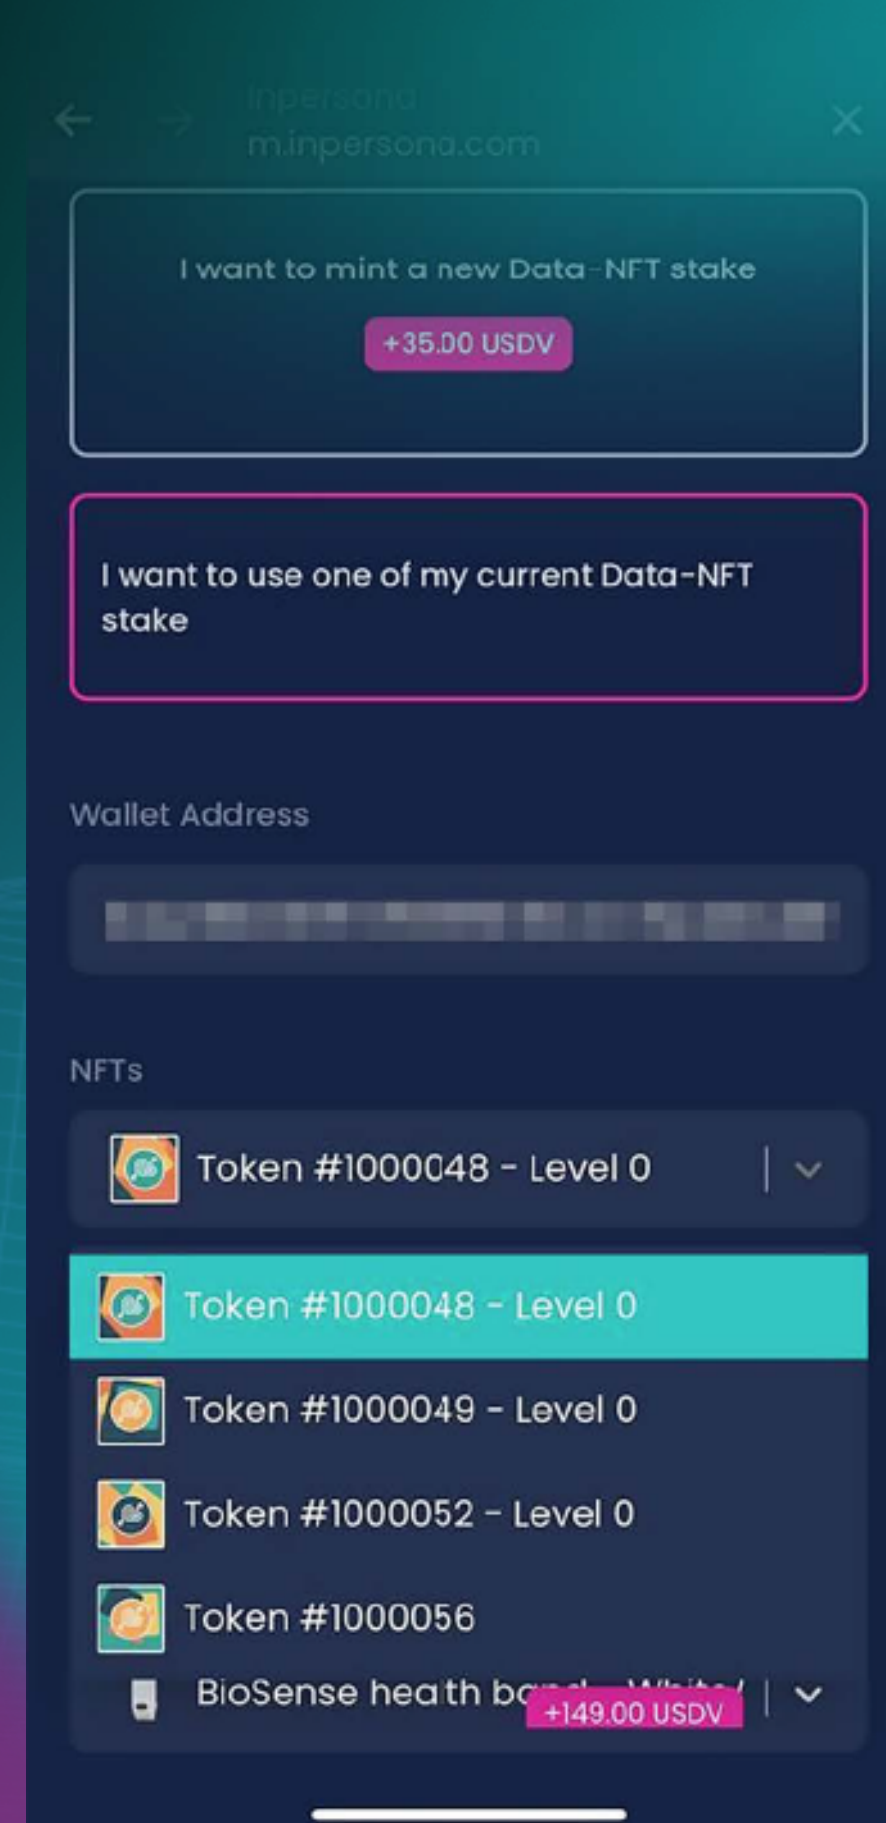 Inpersona
m.inpersona.com
I want to mint a new Data-NFT stake
+35.00 USDV
I want to use one of my current Data-NFT
stake
Wallet Address
NFTs
Token #1000048 - Level 0
Token #1000048 - Level 0
Token #1000049 - Level 0
Token #1000052 - Level 0
Token #1000056
BioSense health
+149.00 USDV